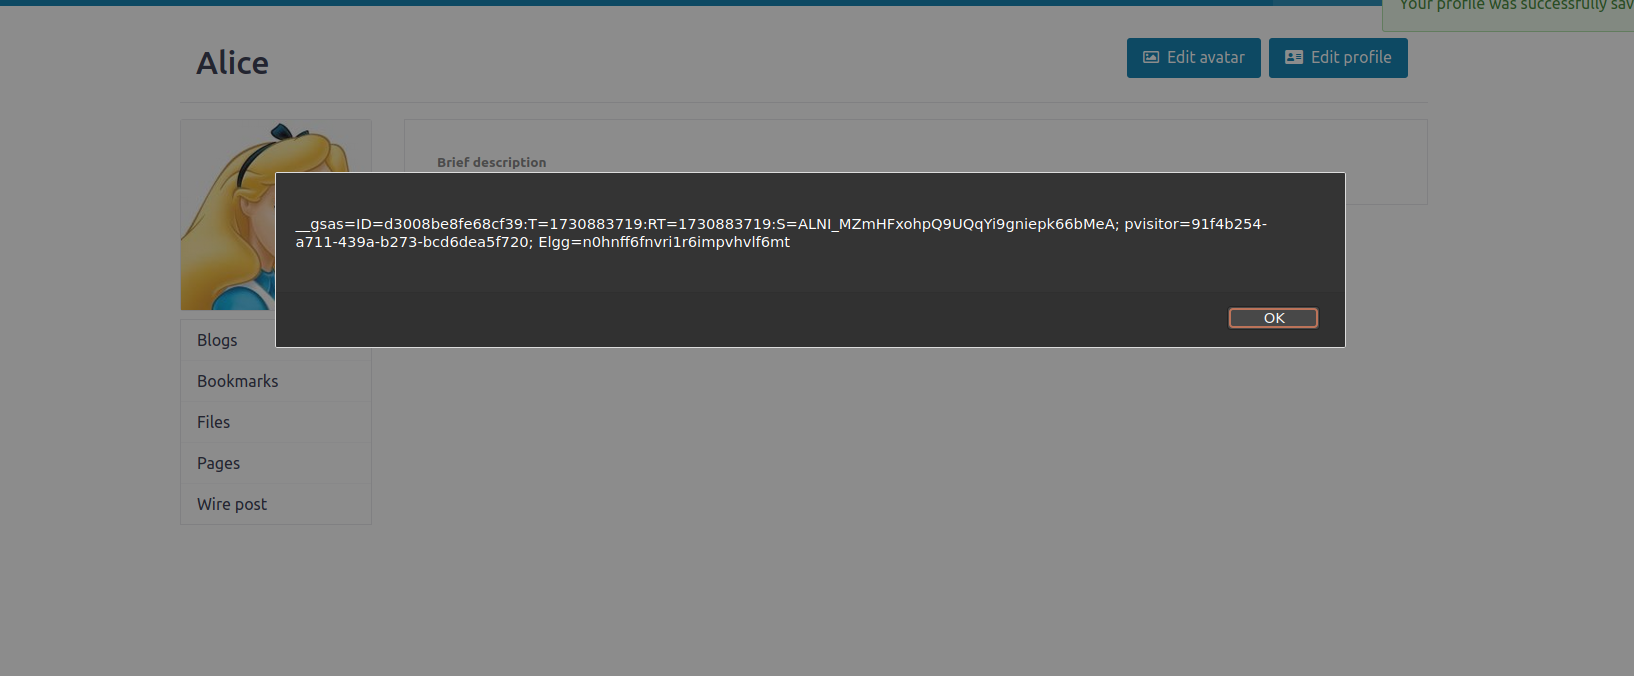 Your profile was successfully sav
Alice
Edit avatar
Edit profile
Brief description
__gsas=ID=d3008be8fe68cf39:T=1730883719:RT=1730883719:S=ALNI_MZmHFxohpQ9UQqYi9gniepk66bMeA; pvisitor=91f4b254-
a711-439a-b273-bcd6dea5f720; Elgg=n0hnff6fnvri1r6impvhvlf6mt
OK
Blogs
Bookmarks
Files
Pages
Wire post